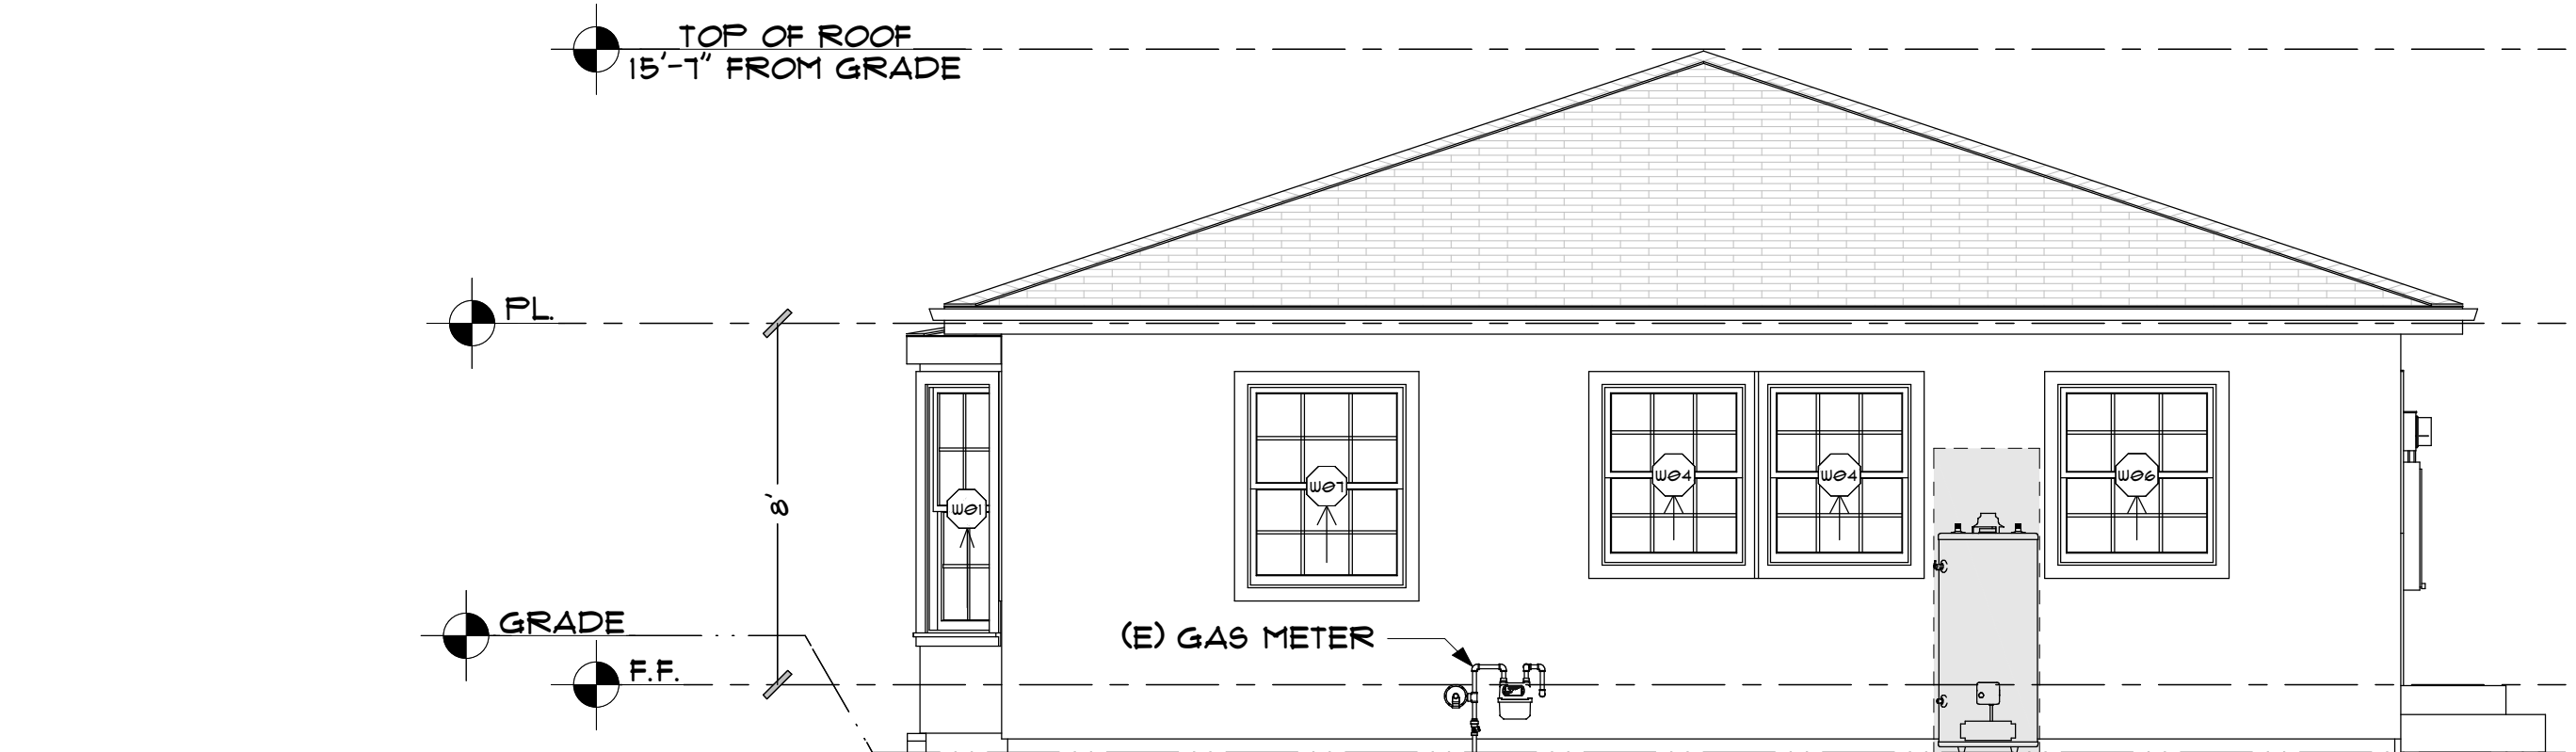 TOP OF ROOF
15'-7" FROM GRADE
PL.
8'
GRADE
F.F.
W01
W07
W04
W04
W06
(E) GAS METER